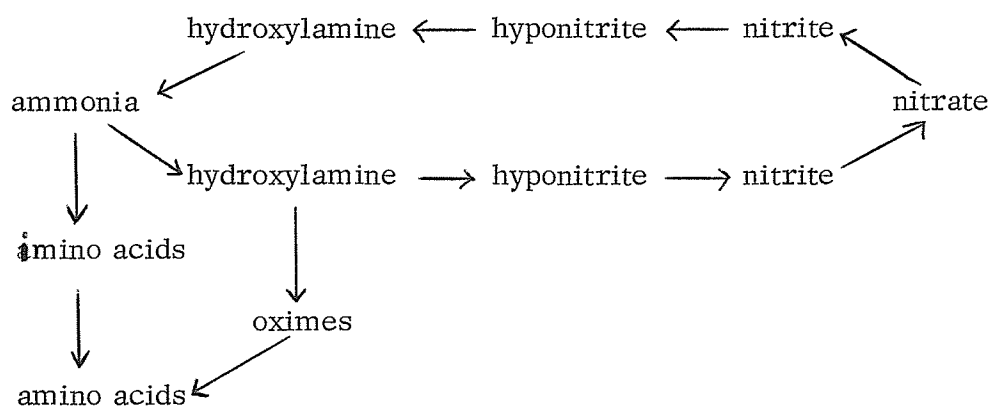 hydroxylamine hyponitrite nitrite
ammonia nitrate
hydroxylamine hyponitrite nitrite
imino acids
oximes
amino acids